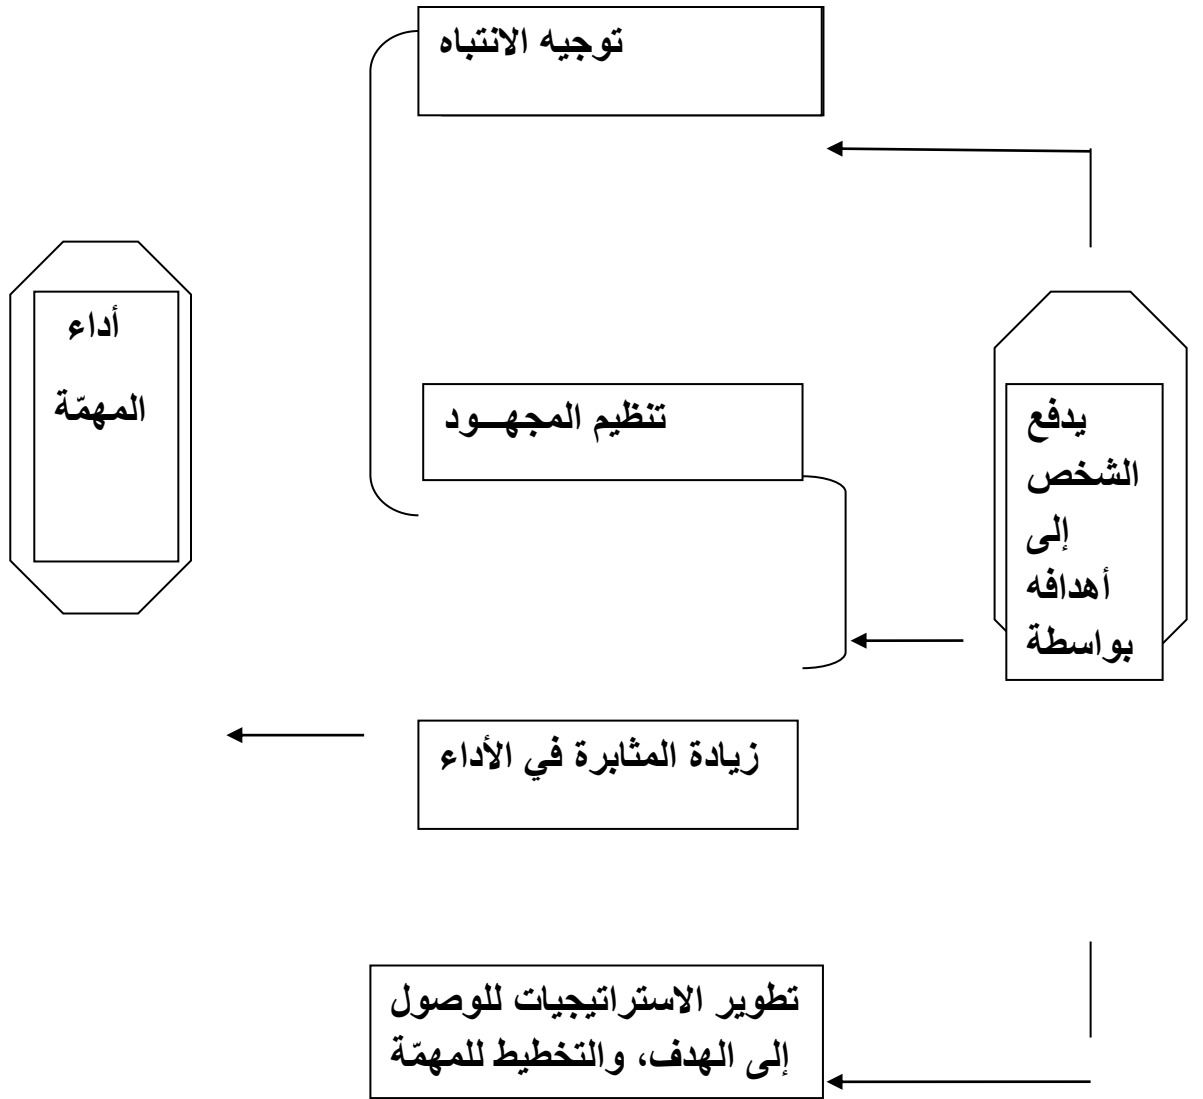 توجيه الانتباه
يدفع
الشخص
إلى
أهدافه
بواسطة
تنظيم المجهـــود
زيادة المثابرة في الأداء
تطوير الاستراتيجيات للوصول
إلى الهدف، والتخطيط للمهمّة
أداء
المهمّة